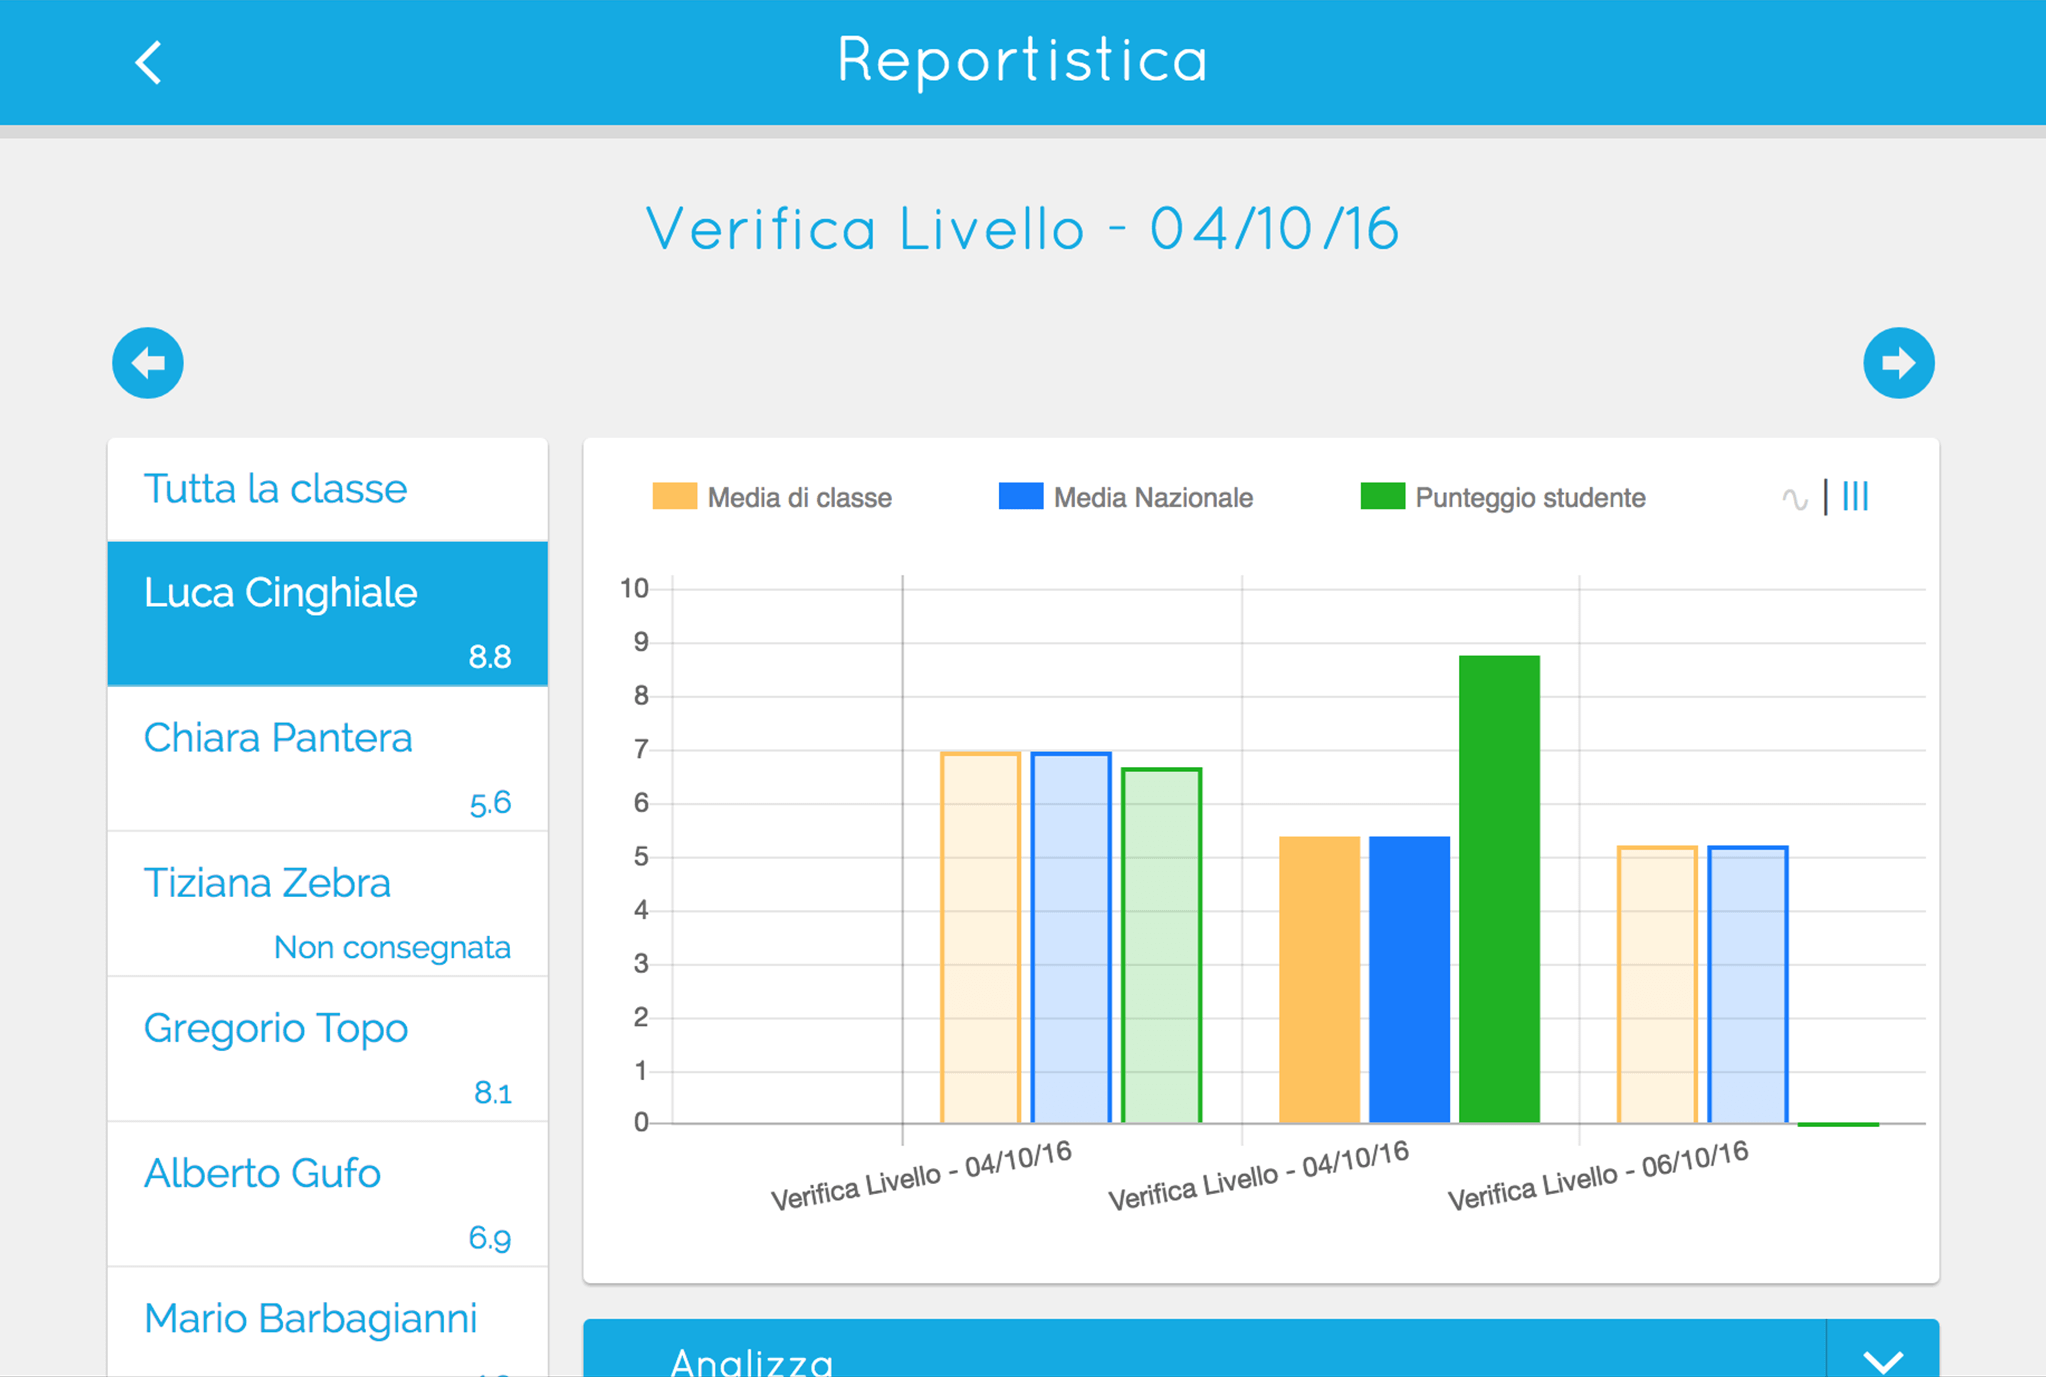 Reportistica
Verifica Livello - 04/10/16
Tutta la classe
Luca Cinghiale
8.8
Chiara Pantera
5.6
Tiziana Zebra
Non consegnata
Gregorio Topo
8.1
Alberto Gufo
6.9
Mario Barbagianni
Media di classe
Media Nazionale
Punteggio studente
10
9
8
7
6
5
4
3
2
1
0
Verifica Livello - 04/10/16
Verifica Livello - 04/10/16
Verifica Livello - 06/10/16
Analizza